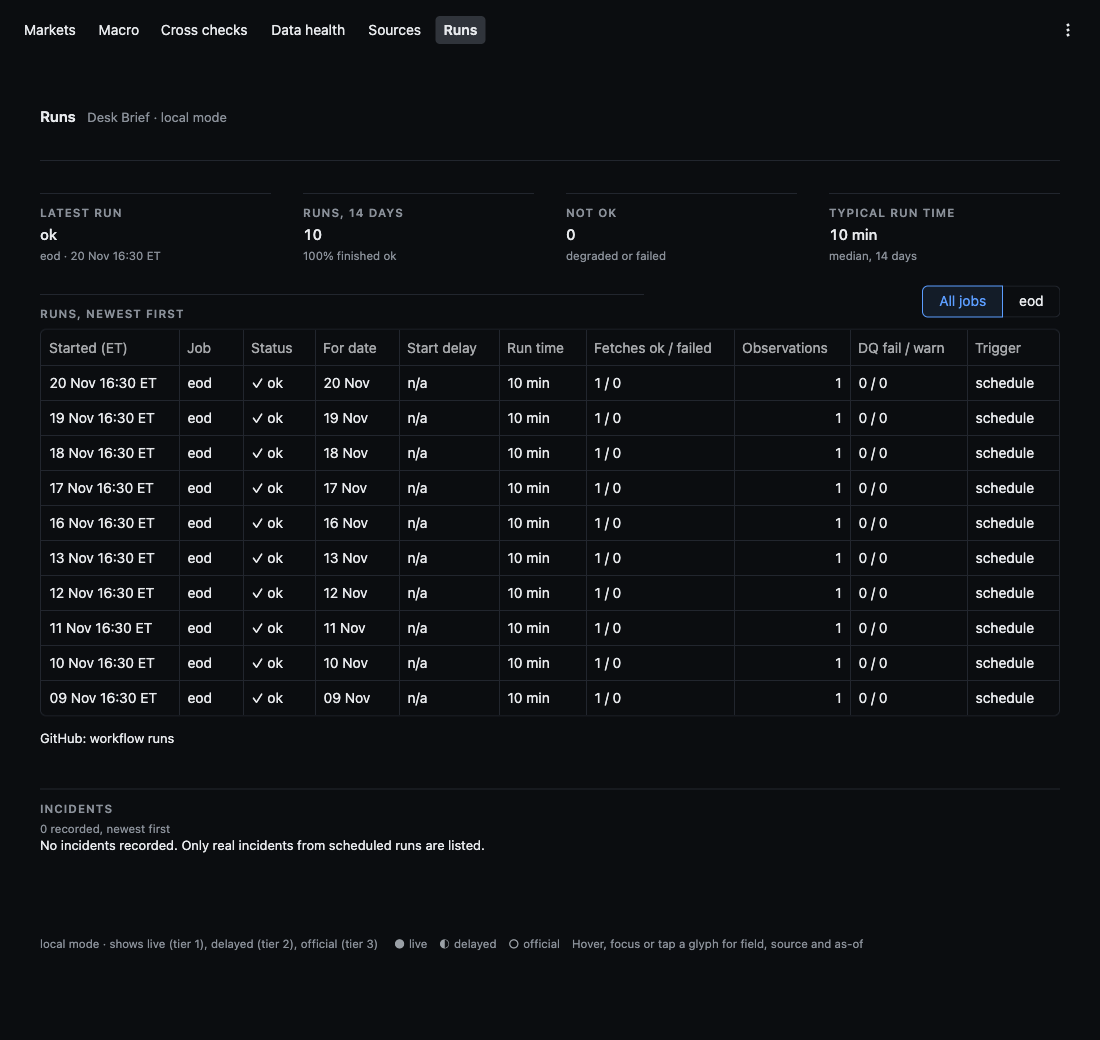 Markets Macro Cross checks Data health Sources Runs
Runs Desk Brief · local mode
LATEST RUN
ok
eod · 20 Nov 16:30 ET
RUNS, 14 DAYS
10
100% finished ok
NOT OK
0
degraded or failed
TYPICAL RUN TIME
10 min
median, 14 days
RUNS, NEWEST FIRST
All jobs eod
Started (ET) Job Status For date Start delay Run time Fetches ok / failed Observations DQ fail / warn Trigger
20 Nov 16:30 ET eod ✓ ok 20 Nov n/a 10 min 1 / 0 1 0 / 0 schedule
19 Nov 16:30 ET eod ✓ ok 19 Nov n/a 10 min 1 / 0 1 0 / 0 schedule
18 Nov 16:30 ET eod ✓ ok 18 Nov n/a 10 min 1 / 0 1 0 / 0 schedule
17 Nov 16:30 ET eod ✓ ok 17 Nov n/a 10 min 1 / 0 1 0 / 0 schedule
16 Nov 16:30 ET eod ✓ ok 16 Nov n/a 10 min 1 / 0 1 0 / 0 schedule
13 Nov 16:30 ET eod ✓ ok 13 Nov n/a 10 min 1 / 0 1 0 / 0 schedule
12 Nov 16:30 ET eod ✓ ok 12 Nov n/a 10 min 1 / 0 1 0 / 0 schedule
11 Nov 16:30 ET eod ✓ ok 11 Nov n/a 10 min 1 / 0 1 0 / 0 schedule
10 Nov 16:30 ET eod ✓ ok 10 Nov n/a 10 min 1 / 0 1 0 / 0 schedule
09 Nov 16:30 ET eod ✓ ok 09 Nov n/a 10 min 1 / 0 1 0 / 0 schedule
GitHub: workflow runs
INCIDENTS
0 recorded, newest first
No incidents recorded. Only real incidents from scheduled runs are listed.
local mode · shows live (tier 1), delayed (tier 2), official (tier 3) ● live ◐ delayed ○ official Hover, focus or tap a glyph for field, source and as-of